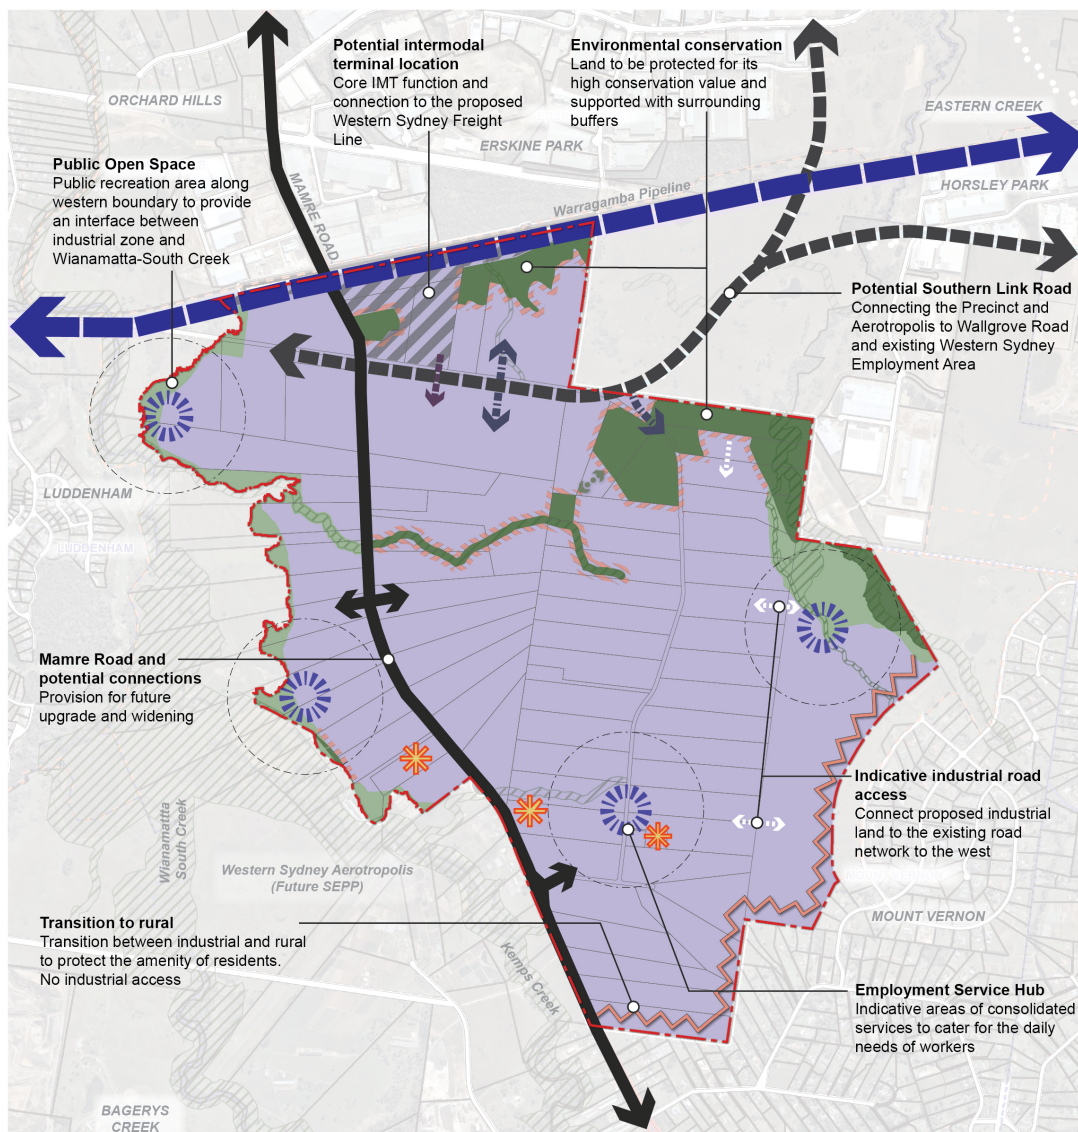 Potential intermodal
terminal location
Core IMT function and
connection to the proposed
Western Sydney Freight
Line
Environmental conservation
Land to be protected for its
high conservation value and
supported with surrounding
buffers
ORCHARD HILLS
EASTERN CREEK
ERSKINE PARK
HORSLEY PARK
Public Open Space
Public recreation area along
western boundary to provide
an interface between
industrial zone and
Wianamatta-South Creek
MAMRE ROAD
Warragamba Pipeline
Potential Southern Link Road
Connecting the Precinct and
Aerotropolis to Wallgrove Road
and existing Western Sydney
Employment Area
LUDDENHAM
LUDDENHAM
Mamre Road and
potential connections
Provision for future
upgrade and widening
Indicative industrial road
access
Connect proposed industrial
land to the existing road
network to the west
Wianamattta
South Creek
Western Sydney Aerotropolis
(Future SEPP)
MOUNT VERNON
Transition to rural
Transition between industrial and rural
to protect the amenity of residents.
No industrial access
Kemps Creek
Employment Service Hub
Indicative areas of consolidated
services to cater for the daily
needs of workers
BAGERYS
CREEK